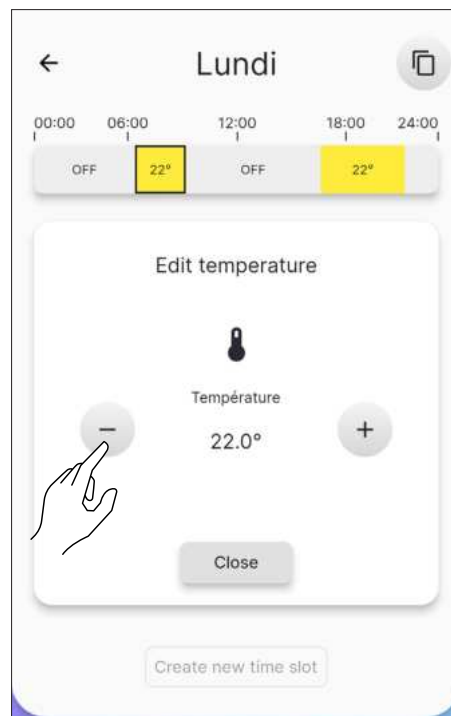 Lundi
00:00 06:00 12:00 18:00 24:00
OFF 22° OFF 22°
Edit temperature
Température
− 22.0° +
Close
Create new time slot